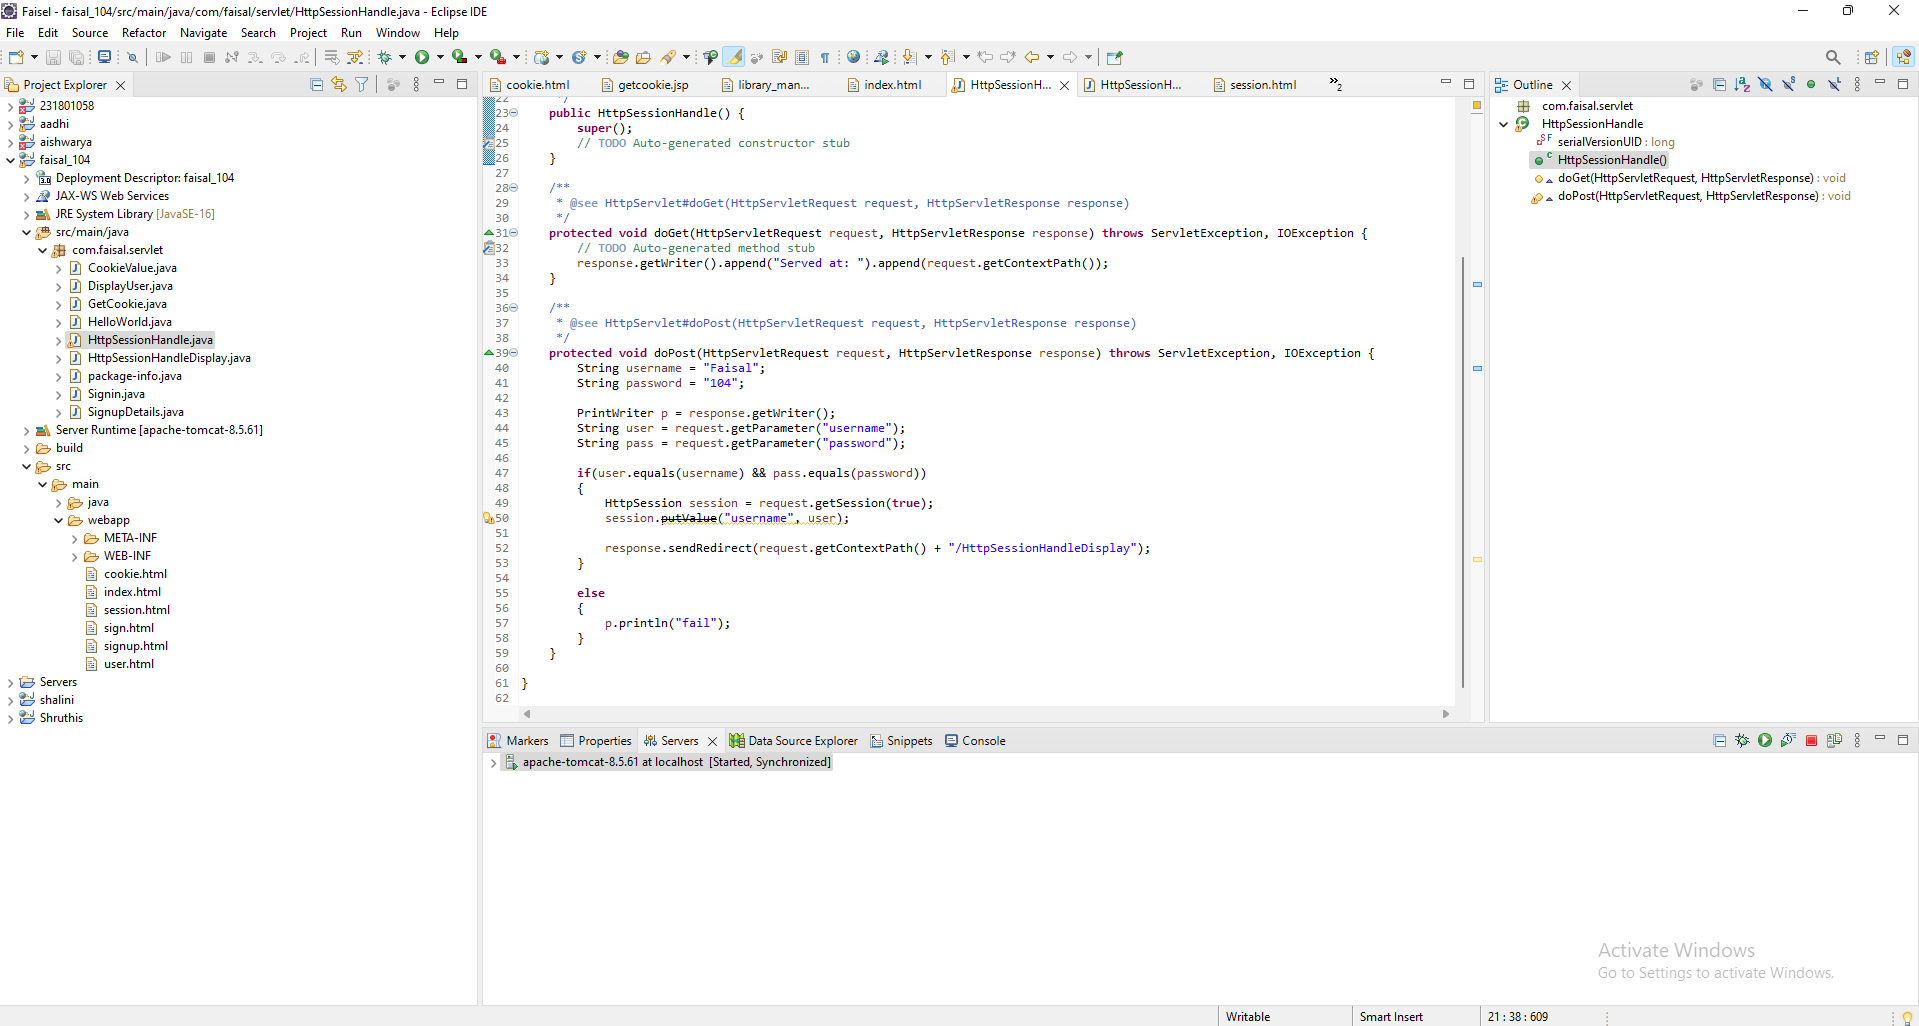 Faisel - faisal_104/src/main/java/com/faisal/servlet/HttpSessionHandle.java - Eclipse IDE
File Edit Source Refactor Navigate Search Project Run Window Help
Project Explorer
231801058
aadhi
aishwarya
faisal_104
Deployment Descriptor: faisal_104
JAX-WS Web Services
JRE System Library [JavaSE-16]
src/main/java
com.faisal.servlet
CookieValue.java
DisplayUser.java
GetCookie.java
HelloWorld.java
HttpSessionHandle.java
HttpSessionHandleDisplay.java
package-info.java
Signin.java
SignupDetails.java
Server Runtime [apache-tomcat-8.5.61]
build
src
main
java
webapp
META-INF
WEB-INF
cookie.html
index.html
session.html
sign.html
signup.html
user.html
Servers
shalini
Shruthis
cookie.html getcookie.jsp library_man... index.html HttpSessionH... HttpSessionH... session.html »2
22 */
23 public HttpSessionHandle() {
24 super();
25 // TODO Auto-generated constructor stub
26 }
27
28 /**
29 * @see HttpServlet#doGet(HttpServletRequest request, HttpServletResponse response)
30 */
31 protected void doGet(HttpServletRequest request, HttpServletResponse response) throws ServletException, IOException {
32 // TODO Auto-generated method stub
33 response.getWriter().append("Served at: ").append(request.getContextPath());
34 }
35
36 /**
37 * @see HttpServlet#doPost(HttpServletRequest request, HttpServletResponse response)
38 */
39 protected void doPost(HttpServletRequest request, HttpServletResponse response) throws ServletException, IOException {
40 String username = "Faisal";
41 String password = "104";
42
43 PrintWriter p = response.getWriter();
44 String user = request.getParameter("username");
45 String pass = request.getParameter("password");
46
47 if(user.equals(username) && pass.equals(password))
48 {
49 HttpSession session = request.getSession(true);
50 session.putValue("username", user);
51
52 response.sendRedirect(request.getContextPath() + "/HttpSessionHandleDisplay");
53 }
54
55 else
56 {
57 p.println("fail");
58 }
59 }
60
61 }
62
Outline
com.faisal.servlet
HttpSessionHandle
serialVersionUID : long
HttpSessionHandle()
doGet(HttpServletRequest, HttpServletResponse) : void
doPost(HttpServletRequest, HttpServletResponse) : void
Markers Properties Servers Data Source Explorer Snippets Console
apache-tomcat-8.5.61 at localhost [Started, Synchronized]
Activate Windows
Go to Settings to activate Windows.
Writable Smart Insert 21 : 38 : 609